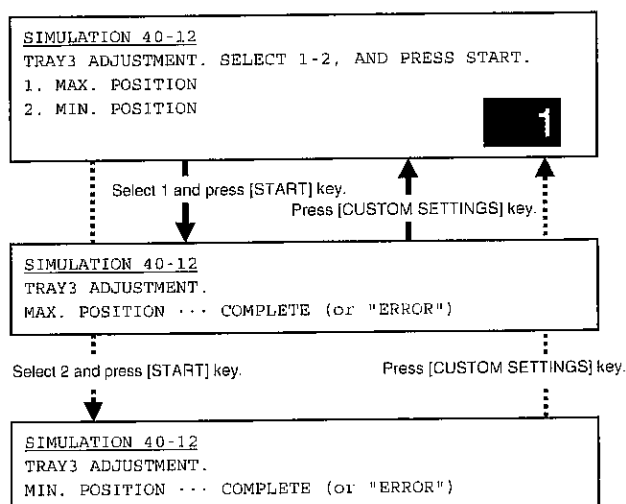 SIMULATION 40-12
TRAY3 ADJUSTMENT. SELECT 1-2, AND PRESS START.
1. MAX. POSITION
2. MIN. POSITION
1
Select 1 and press [START] key.
Press [CUSTOM SETTINGS] key.
SIMULATION 40-12
TRAY3 ADJUSTMENT.
MAX. POSITION ··· COMPLETE (or "ERROR")
Select 2 and press [START] key.
Press [CUSTOM SETTINGS] key.
SIMULATION 40-12
TRAY3 ADJUSTMENT.
MIN. POSITION ··· COMPLETE (or "ERROR")